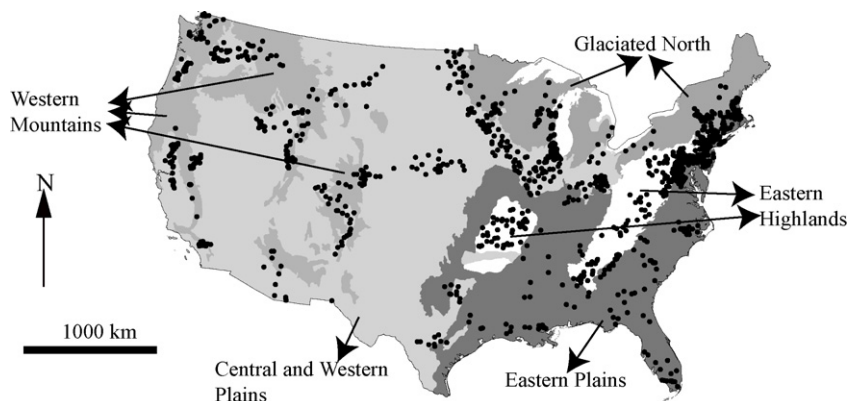 Glaciated North
Western
Mountains
N
Eastern
Highlands
1000 km
Central and Western
Plains
Eastern Plains